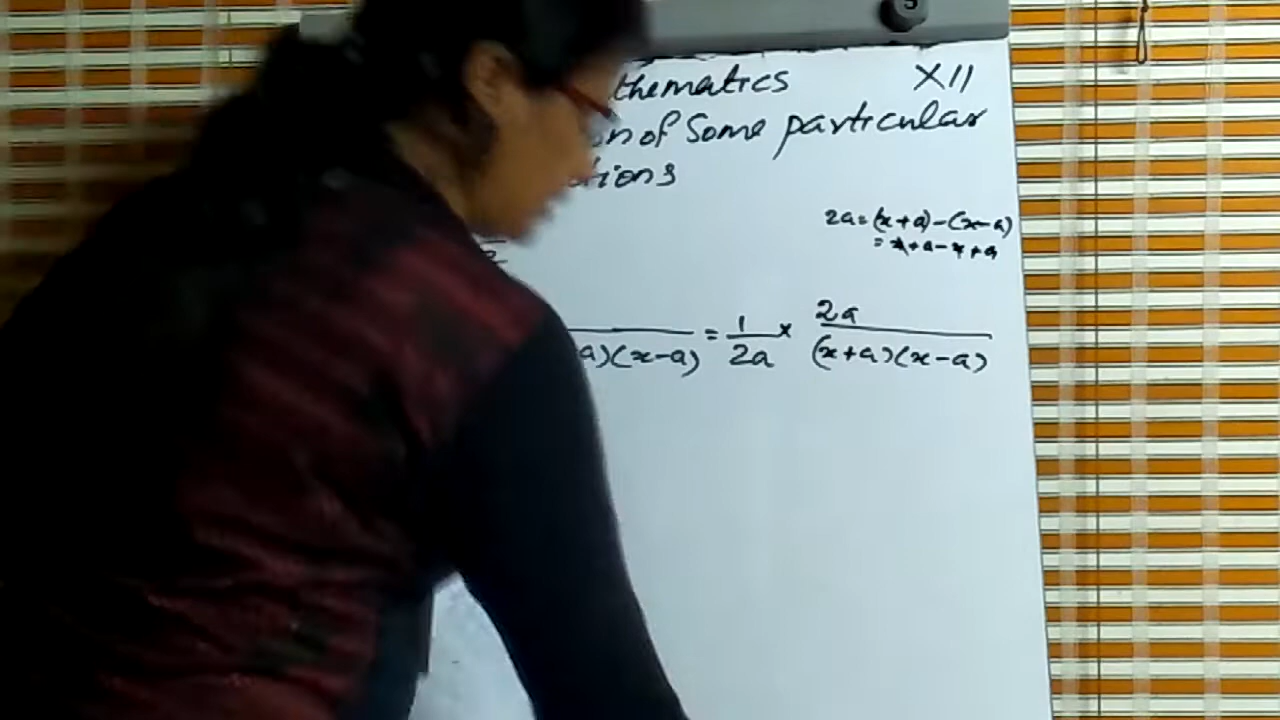 thematics XII
on of Some particular
tions
2a = (x+a) - (x-a)
= x+a-x+a
a)(x-a) = 1/2a × 2a/(x+a)(x-a)